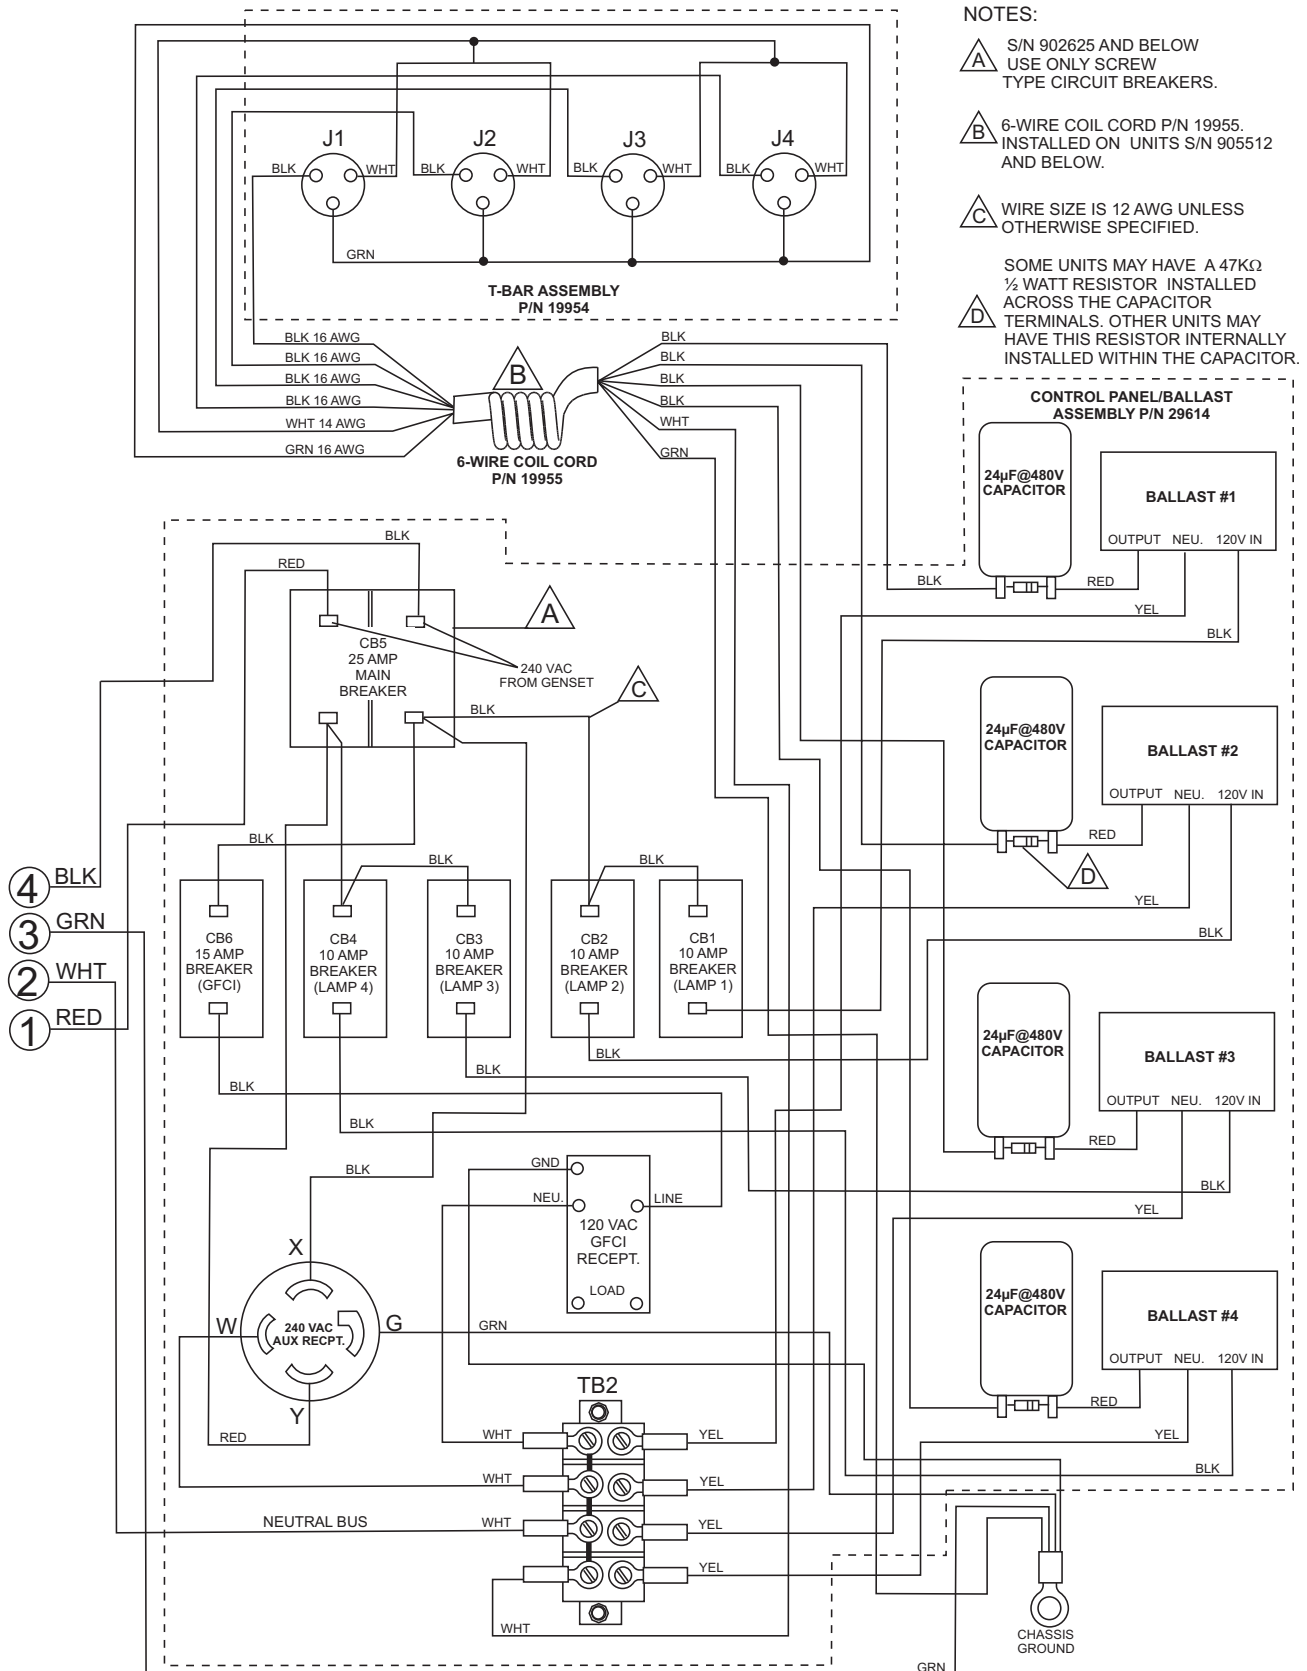 NOTES:
A
S/N 902625 AND BELOW
USE ONLY SCREW
TYPE CIRCUIT BREAKERS.
B
6-WIRE COIL CORD P/N 19955.
INSTALLED ON UNITS S/N 905512
AND BELOW.
C
WIRE SIZE IS 12 AWG UNLESS
OTHERWISE SPECIFIED.
D
SOME UNITS MAY HAVE A 47KΩ
½ WATT RESISTOR INSTALLED
ACROSS THE CAPACITOR
TERMINALS. OTHER UNITS MAY
HAVE THIS RESISTOR INTERNALLY
INSTALLED WITHIN THE CAPACITOR.
J1 J2 J3 J4
BLK WHT BLK WHT BLK WHT BLK WHT
GRN
T-BAR ASSEMBLY
P/N 19954
BLK 16 AWG
BLK 16 AWG
BLK 16 AWG
BLK 16 AWG
WHT 14 AWG
GRN 16 AWG
B
6-WIRE COIL CORD
P/N 19955
BLK
BLK
BLK
BLK
WHT
GRN
CONTROL PANEL/BALLAST
ASSEMBLY P/N 29614
24µF@480V
CAPACITOR
BALLAST #1
OUTPUT NEU. 120V IN
BLK RED
YEL
BLK
24µF@480V
CAPACITOR
BALLAST #2
OUTPUT NEU. 120V IN
RED
D
YEL
BLK
24µF@480V
CAPACITOR
BALLAST #3
OUTPUT NEU. 120V IN
RED
BLK
YEL
24µF@480V
CAPACITOR
BALLAST #4
OUTPUT NEU. 120V IN
RED
YEL
BLK
BLK
RED
A
CB5
25 AMP
MAIN
BREAKER
240 VAC
FROM GENSET
C
BLK
BLK
BLK
BLK
4 BLK
3 GRN
2 WHT
1 RED
CB6
15 AMP
BREAKER
(GFCI)
CB4
10 AMP
BREAKER
(LAMP 4)
CB3
10 AMP
BREAKER
(LAMP 3)
CB2
10 AMP
BREAKER
(LAMP 2)
CB1
10 AMP
BREAKER
(LAMP 1)
BLK
BLK
BLK
BLK
BLK
GND
NEU. LINE
120 VAC
GFCI
RECEPT.
LOAD
X
W G
240 VAC
AUX RECPT.
Y
GRN
RED
TB2
WHT YEL
WHT YEL
NEUTRAL BUS WHT YEL
YEL
WHT
CHASSIS
GROUND
GRN